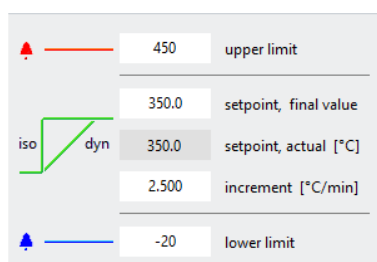 450 upper limit
350.0 setpoint, final value
iso dyn 350.0 setpoint, actual [°C]
2.500 increment [°C/min]
-20 lower limit